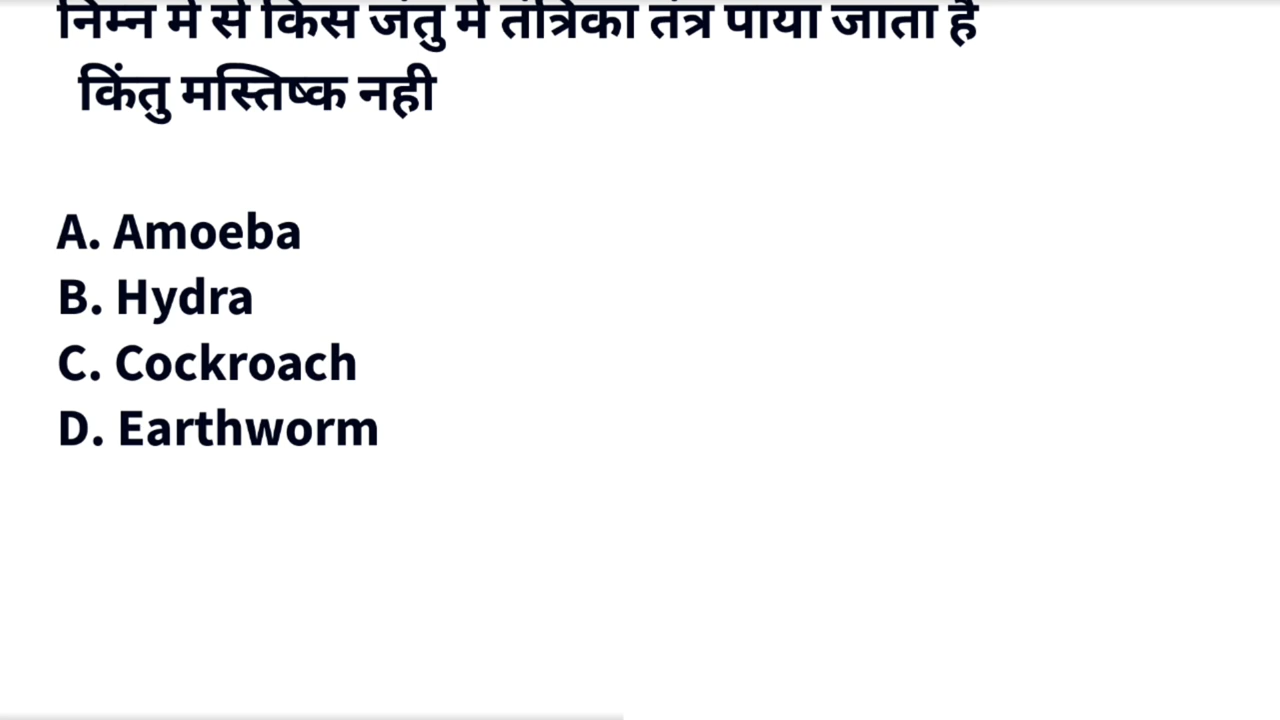 निम्न में से किस जंतु में तंत्रिका तंत्र पाया जाता है
किंतु मस्तिष्क नही
A. Amoeba
B. Hydra
C. Cockroach
D. Earthworm